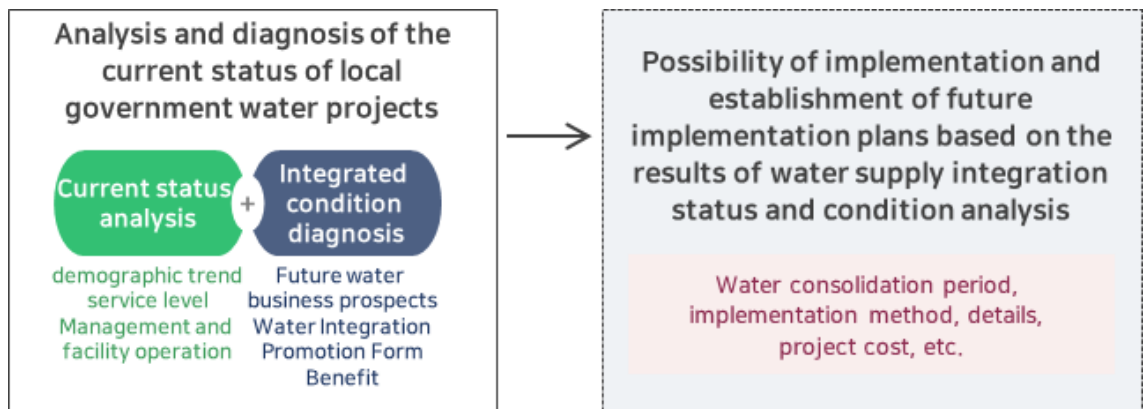 Analysis and diagnosis of the
current status of local
government water projects
Current status
analysis
+
Integrated
condition
diagnosis
demographic trend
service level
Management and
facility operation
Future water
business prospects
Water Integration
Promotion Form
Benefit
Possibility of implementation and
establishment of future
implementation plans based on the
results of water supply integration
status and condition analysis
Water consolidation period,
implementation method, details,
project cost, etc.